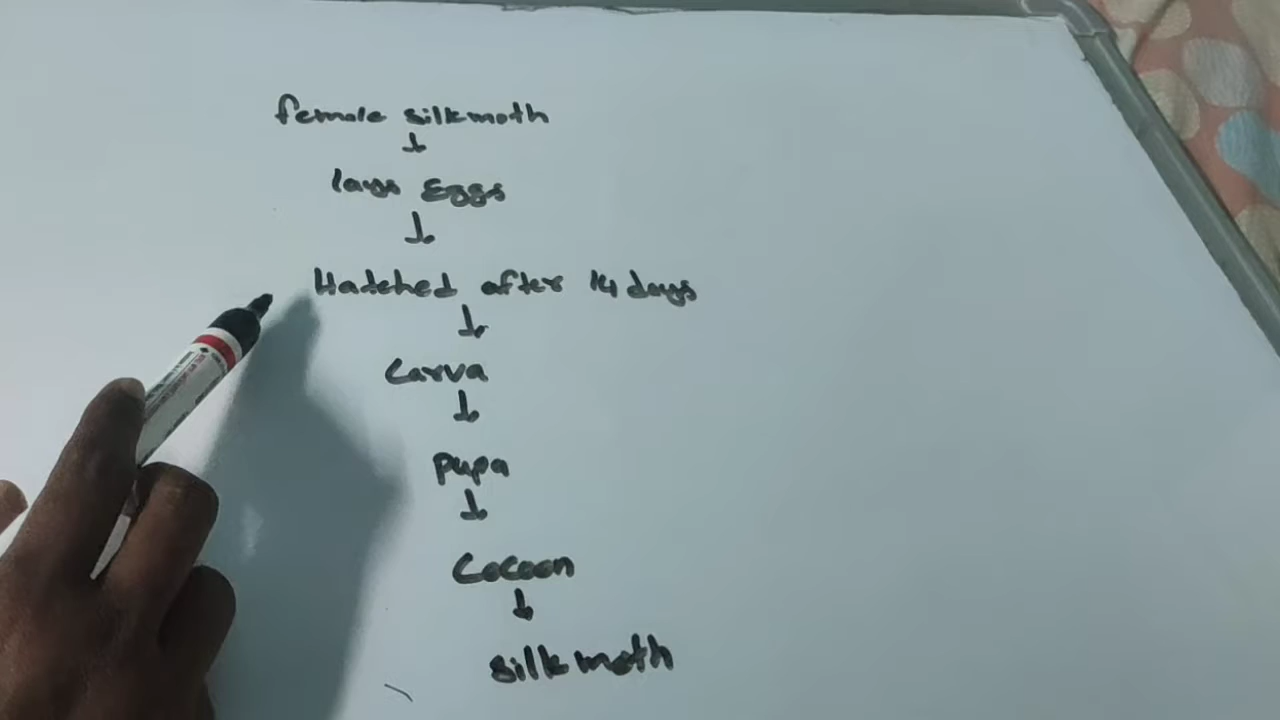 female silkmoth
↓
lays Eggs
↓
Hatched after 14 days
↓
Larva
↓
pupa
↓
Cocoon
↓
silkmoth